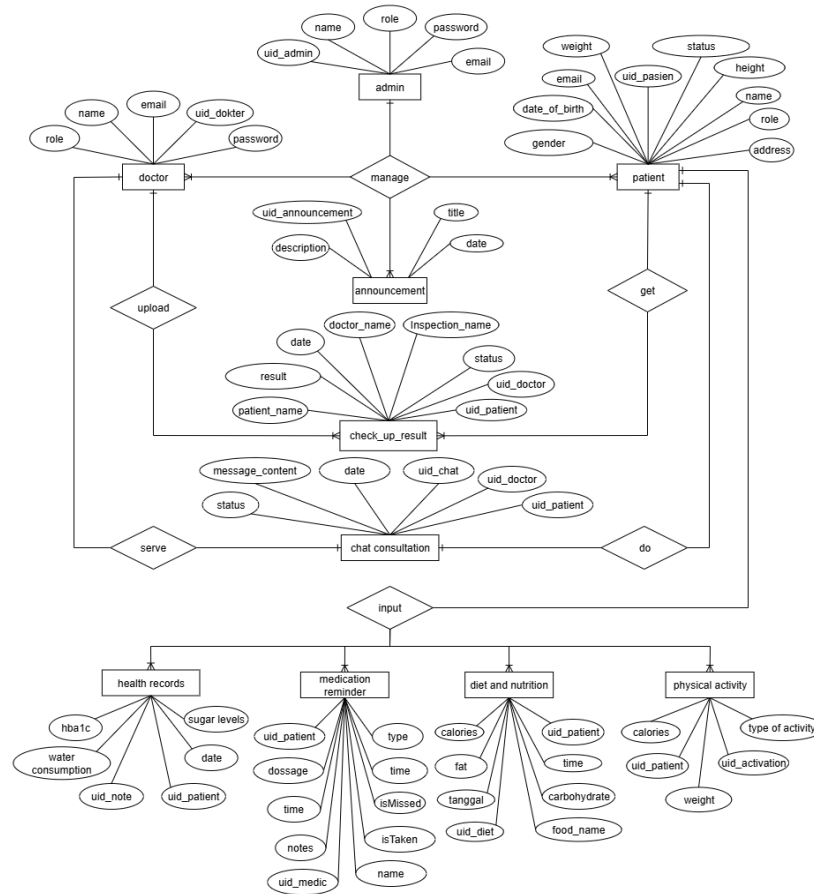 role
name
password
uid_admin
email
admin
weight
status
email
uid_pasien
height
date_of_birth
name
role
gender
address
patient
email
name
uid_dokter
role
password
doctor
manage
uid_announcement
title
description
date
announcement
upload
get
doctor_name
Inspection_name
date
status
result
uid_doctor
patient_name
uid_patient
check_up_result
message_content
date
uid_chat
uid_doctor
status
uid_patient
chat consultation
serve
do
input
health records
hba1c
sugar levels
water
consumption
date
uid_note
uid_patient
medication
reminder
uid_patient
type
dossage
time
time
isMissed
notes
isTaken
uid_medic
name
diet and nutrition
calories
uid_patient
fat
time
tanggal
carbohydrate
uid_diet
food_name
physical activity
calories
type of activity
uid_patient
uid_activation
weight